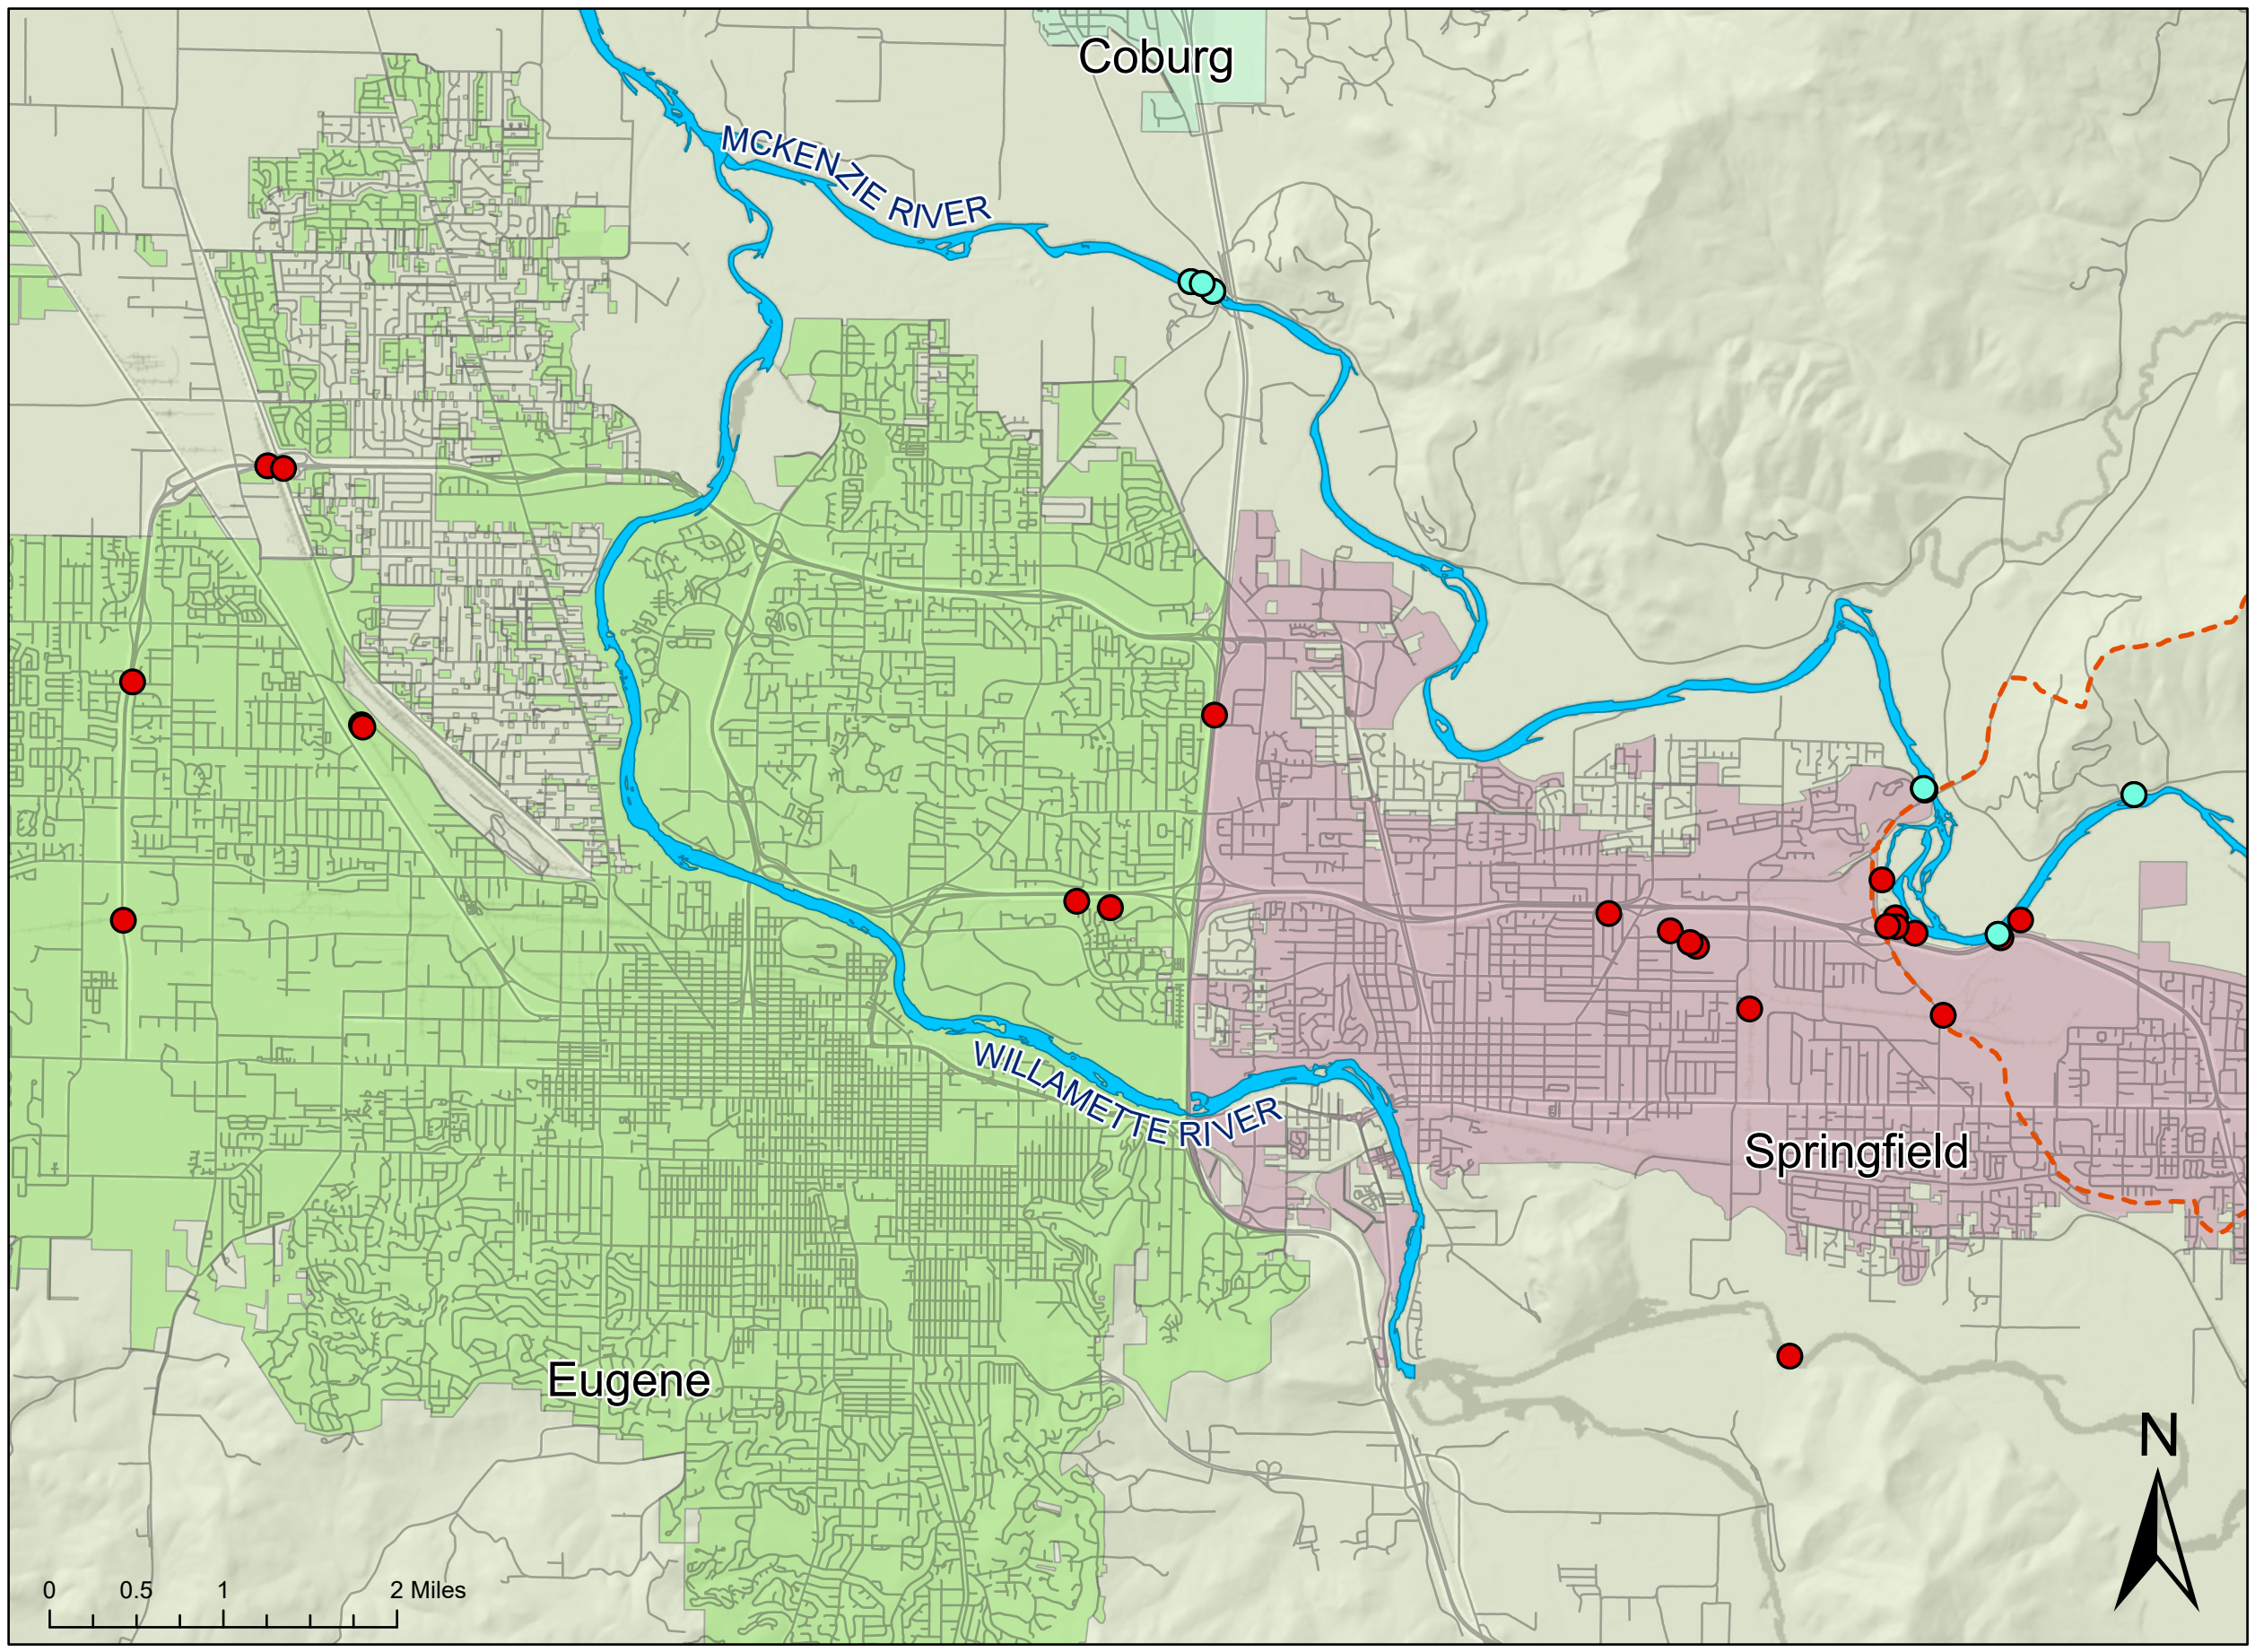 Coburg
MCKENZIE RIVER
WILLAMETTE RIVER
Springfield
Eugene
N
0 0.5 1 2 Miles